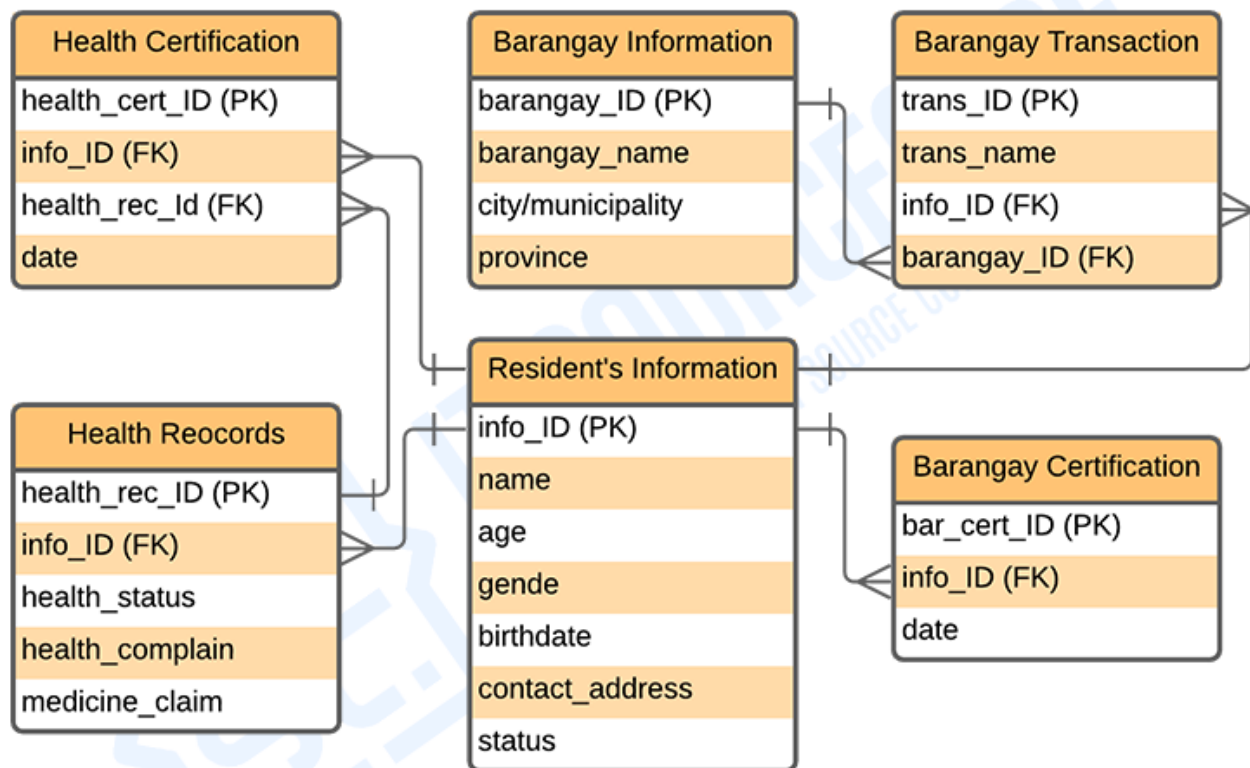 Health Certification
health_cert_ID (PK)
info_ID (FK)
health_rec_Id (FK)
date
Barangay Information
barangay_ID (PK)
barangay_name
city/municipality
province
Barangay Transaction
trans_ID (PK)
trans_name
info_ID (FK)
barangay_ID (FK)
Health Reocords
health_rec_ID (PK)
info_ID (FK)
health_status
health_complain
medicine_claim
Resident's Information
info_ID (PK)
name
age
gende
birthdate
contact_address
status
Barangay Certification
bar_cert_ID (PK)
info_ID (FK)
date